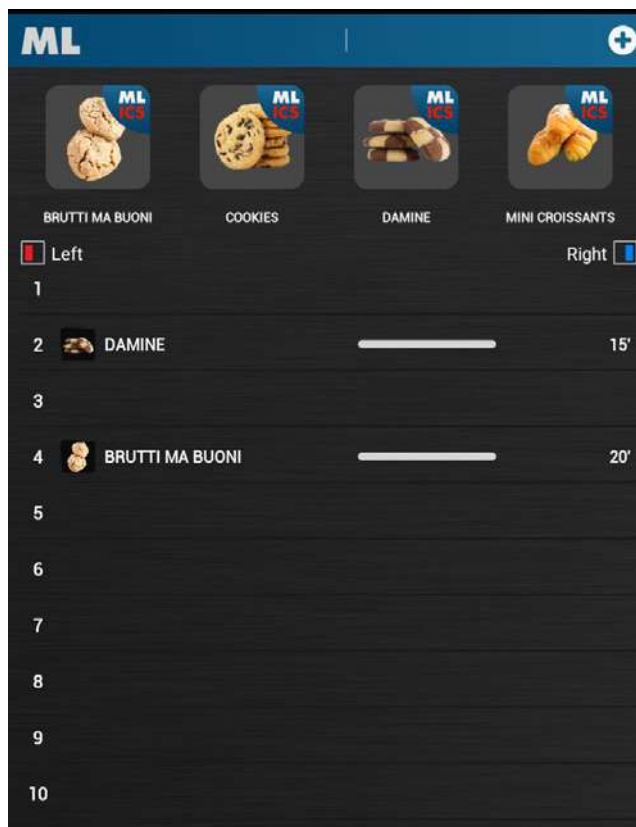 ML
ML ICS
ML ICS
ML ICS
ML ICS
BRUTTI MA BUONI
COOKIES
DAMINE
MINI CROISSANTS
Left
Right
1
2 DAMINE 15'
3
4 BRUTTI MA BUONI 20'
5
6
7
8
9
10